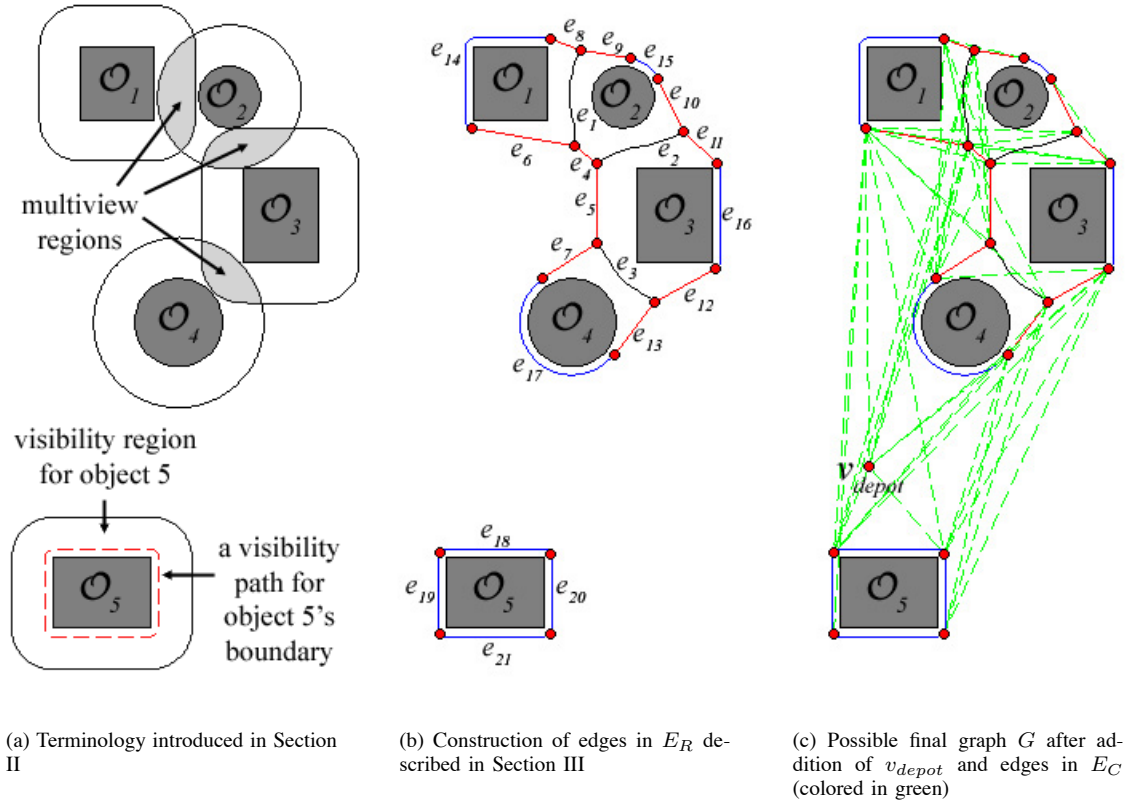 O1
O2
O3
O4
multiview
regions
visibility region
for object 5
a visibility
path for
object 5's
boundary
O5
e8
e9
e14
e15
O1
O2
e10
e1
e11
e6
e2
e4
e5
O3
e16
e7
e3
e12
O4
e13
e17
e18
e19
O5
e20
e21
O1
O2
O3
O4
vdepot
O5
(a) Terminology introduced in Section
II
(b) Construction of edges in ER de-
scribed in Section III
(c) Possible final graph G after ad-
dition of vdepot and edges in EC
(colored in green)